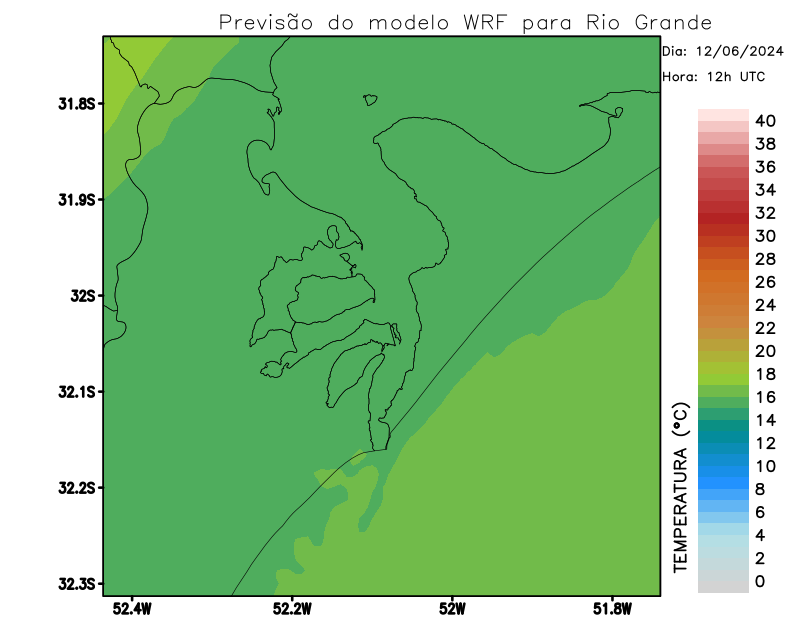 Previsão do modelo WRF para Rio Grande
Dia: 12/06/2024
Hora: 12h UTC
31.8S
31.9S
32S
32.1S
32.2S
32.3S
52.4W
52.2W
52W
51.8W
TEMPERATURA (°C)
40
38
36
34
32
30
28
26
24
22
20
18
16
14
12
10
8
6
4
2
0